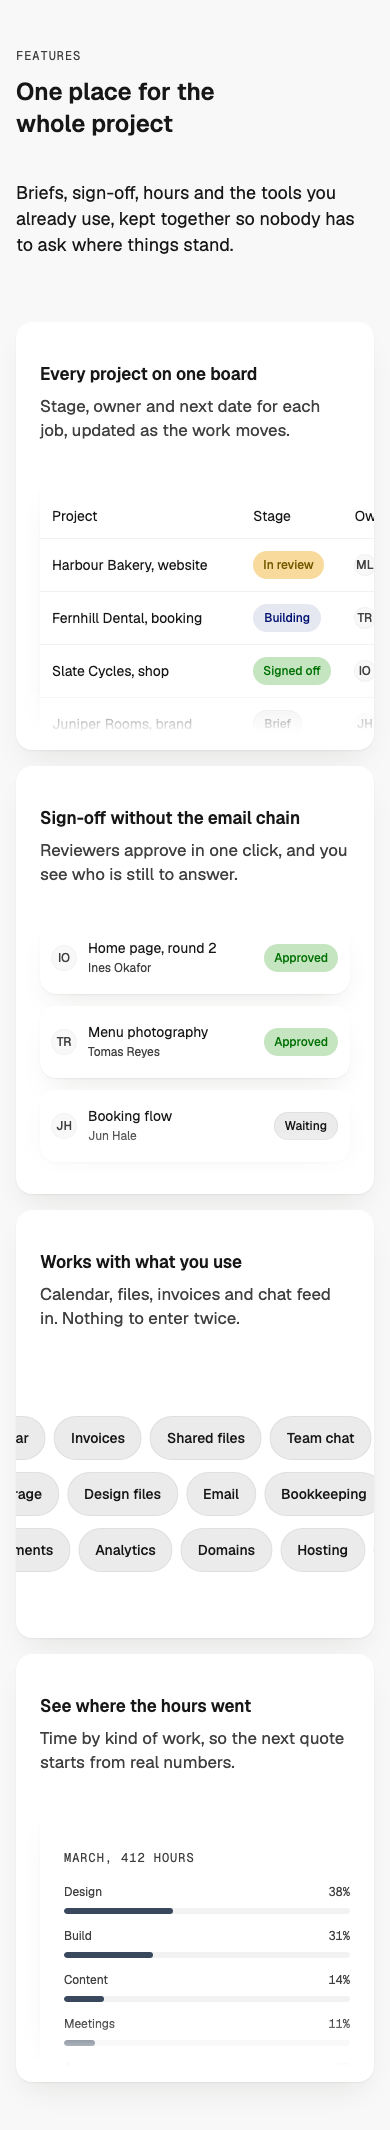 FEATURES
One place for the
whole project
Briefs, sign-off, hours and the tools you
already use, kept together so nobody has
to ask where things stand.
Every project on one board
Stage, owner and next date for each
job, updated as the work moves.
Project Stage Ow
Harbour Bakery, website In review ML
Fernhill Dental, booking Building TR
Slate Cycles, shop Signed off IO
Juniper Rooms, brand Brief JH
Sign-off without the email chain
Reviewers approve in one click, and you
see who is still to answer.
IO Home page, round 2 Approved
Ines Okafor
TR Menu photography Approved
Tomas Reyes
JH Booking flow Waiting
Jun Hale
Works with what you use
Calendar, files, invoices and chat feed
in. Nothing to enter twice.
ar Invoices Shared files Team chat
rage Design files Email Bookkeeping
ments Analytics Domains Hosting
See where the hours went
Time by kind of work, so the next quote
starts from real numbers.
MARCH, 412 HOURS
Design 38%
Build 31%
Content 14%
Meetings 11%